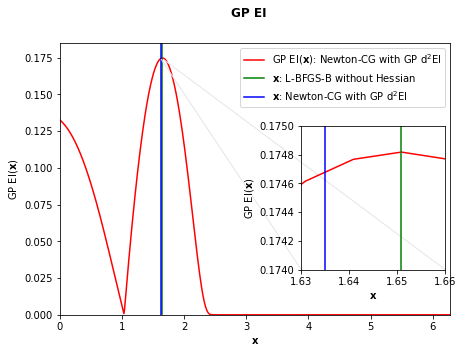 GP EI
GP EI(x): Newton-CG with GP d²EI
x: L-BFGS-B without Hessian
x: Newton-CG with GP d²EI
GP EI(x)
0.175
0.150
0.125
0.100
0.075
0.050
0.025
0.000
0 1 2 3 4 5 6
x
GP EI(x)
0.1750
0.1748
0.1746
0.1744
0.1742
0.1740
1.63 1.64 1.65 1.66
x